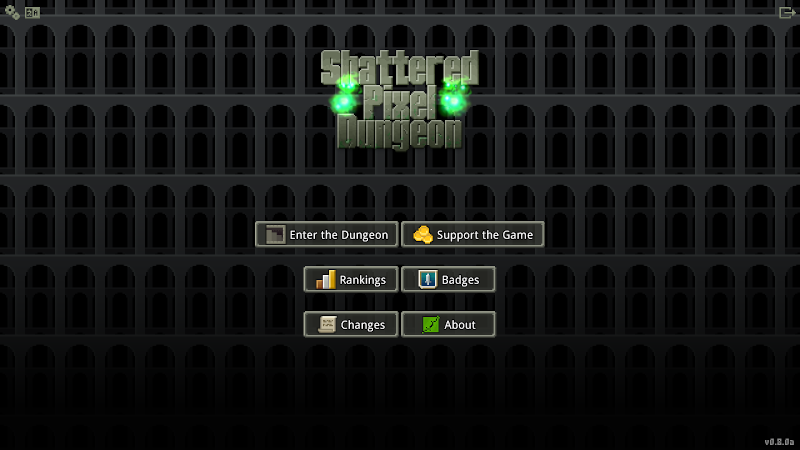 Shattered
Pixel
Dungeon
Enter the Dungeon
Support the Game
Rankings
Badges
Changes
About
v0.8.0a